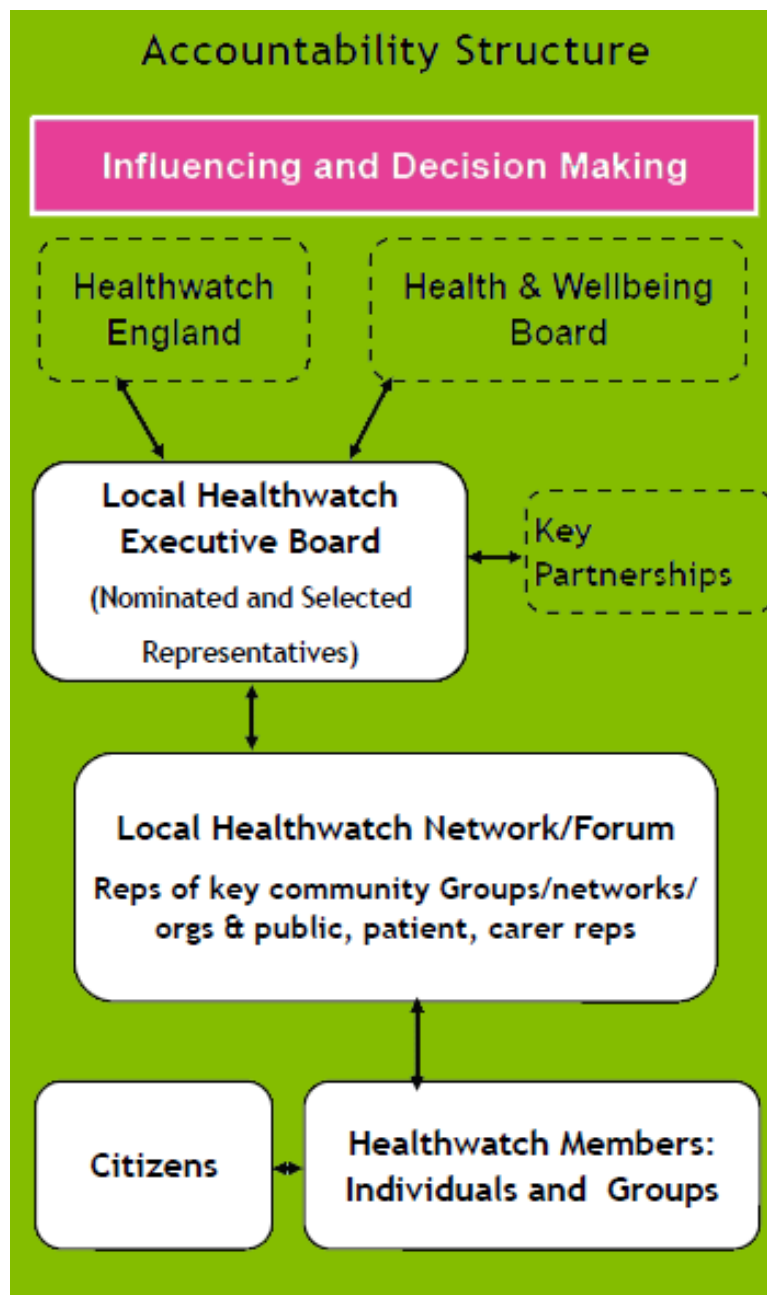 Accountability Structure
Influencing and Decision Making
Healthwatch
England
Health & Wellbeing
Board
Local Healthwatch
Executive Board
(Nominated and Selected
Representatives)
Key
Partnerships
Local Healthwatch Network/Forum
Reps of key community Groups/networks/
orgs & public, patient, carer reps
Citizens
Healthwatch Members:
Individuals and Groups